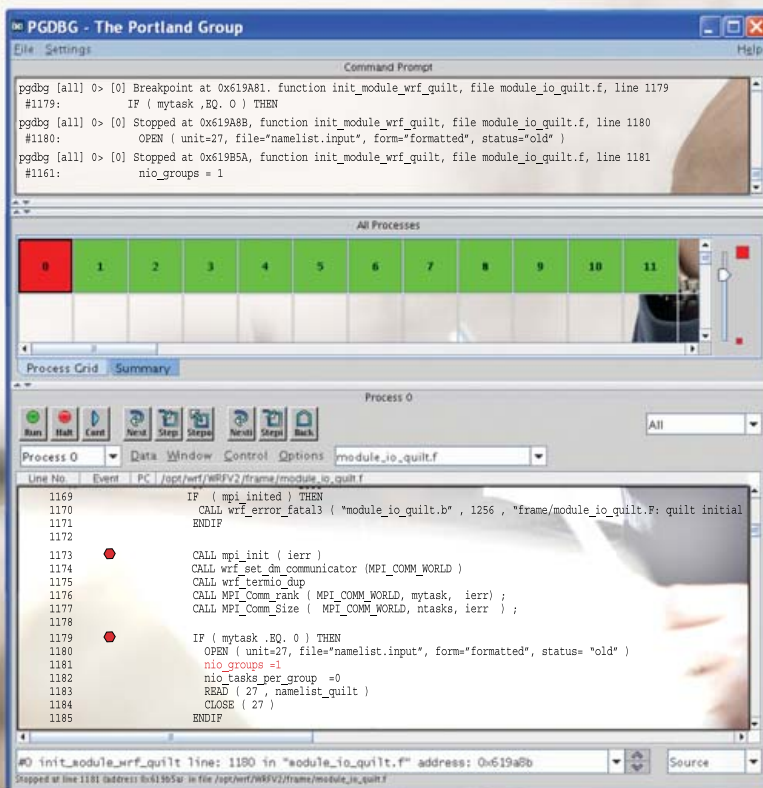 PGDBG - The Portland Group
File Settings Help
Command Prompt
pgdbg [all] 0> [0] Breakpoint at 0x619A81. function init_module_wrf_quilt, file module_io_quilt.f, line 1179
#1179: IF ( mytask ,EQ. 0 ) THEN
pgdbg [all] 0> [0] Stopped at 0x619A8B, function init_module_wrf_quilt, file module_io_quilt.f, line 1180
#1180: OPEN ( unit=27, file="namelist.input", form="formatted", status="old" )
pgdbg [all] 0> [0] Stopped at 0x619B5A, function init_module_wrf_quilt, file module_io_quilt.f, line 1181
#1161: nio_groups = 1
All Processes
0 1 2 3 4 5 6 7 8 9 10 11
Process Grid Summary
Process 0
Run Halt Cont Next Step Stepo Nexti Stepi Back All
Process 0 Data Window Control Options module_io_quilt.f
Line No. Event PC /opt/wrf/WRFV2/frame/module_io_quilt.f
1169 IF ( mpi_inited ) THEN
1170 CALL wrf_error_fatal3 ( "module_io_quilt.b" , 1256 , "frame/module_io_quilt.F: quilt initial
1171 ENDIF
1172
1173 CALL mpi_init ( ierr )
1174 CALL wrf_set_dm_communicator (MPI_COMM_WORLD )
1175 CALL wrf_termio_dup
1176 CALL MPI_Comm_rank ( MPI_COMM_WORLD, mytask, ierr) ;
1177 CALL MPI_Comm_Size ( MPI_COMM_WORLD, ntasks, ierr ) ;
1178
1179 IF ( mytask .EQ. 0 ) THEN
1180 OPEN ( unit=27, file="namelist.input", form="formatted", status= "old" )
1181 nio_groups =1
1182 nio_tasks_per_group =0
1183 READ ( 27 , namelist_quilt )
1184 CLOSE ( 27 )
1185 ENDIF
#0 init_module_wrf_quilt line: 1180 in "module_io_quilt.f" address: 0x619a8b Source
Stopped at line 1181 (address 0x619b5a) in file /opt/wrf/WRFV2/frame/module_io_quilt.f